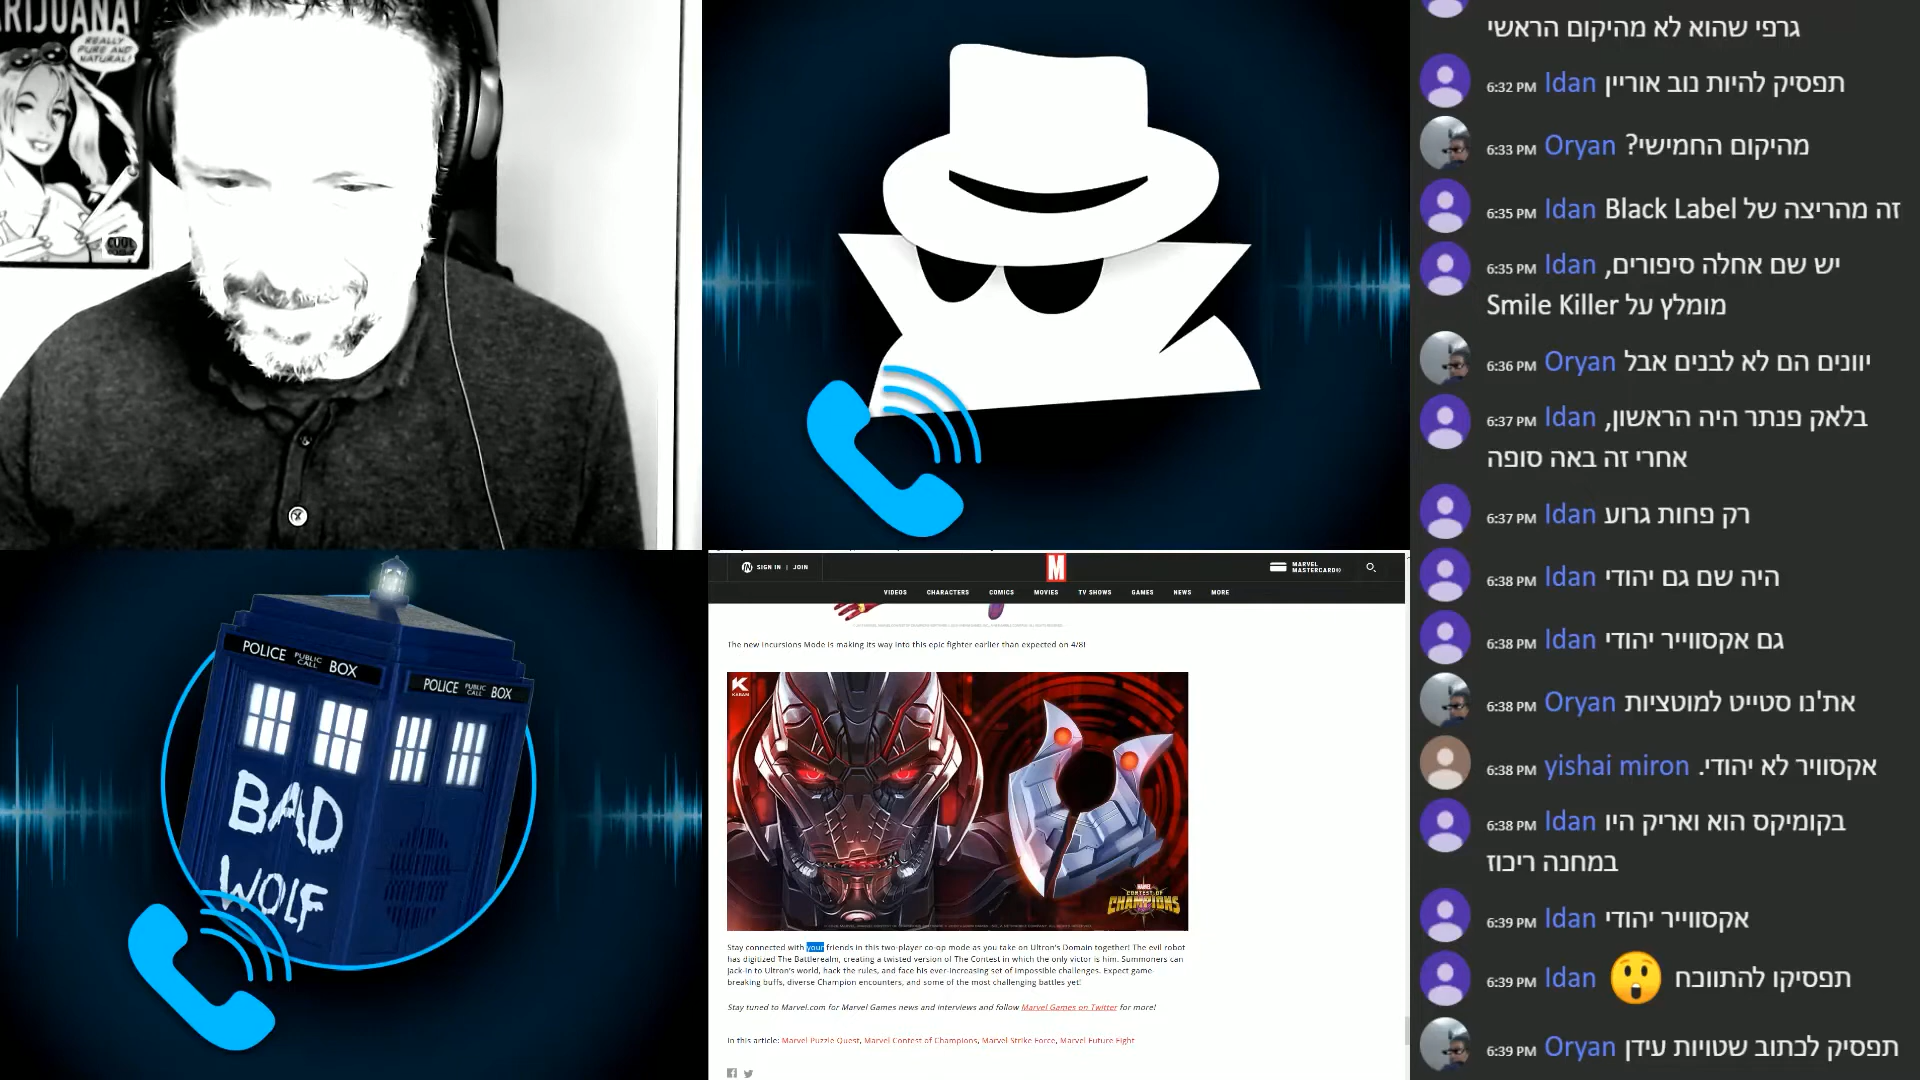 ARIJUANA!
REALLY
PURE AND
NATURAL!
POLICE PUBLIC CALL BOX
POLICE PUBLIC CALL BOX
BAD
WOLF
SIGN IN | JOIN
M
MARVEL
MASTERCARD®
VIDEOS
CHARACTERS
COMICS
MOVIES
TV SHOWS
GAMES
NEWS
MORE
The new Incursions Mode is making its way into this epic fighter earlier than expected on 4/8!
K
KABAM
MARVEL
CONTEST OF
CHAMPIONS
Stay connected with your friends in this two-player co-op mode as you take on Ultron's Domain together! The evil robot
has digitized The Battlerealm, creating a twisted version of The Contest in which the only victor is him. Summoners can
jack-in to Ultron's world, hack the rules, and face his ever-increasing set of impossible challenges. Expect game-
breaking buffs, diverse Champion encounters, and some of the most challenging battles yet!
Stay tuned to Marvel.com for Marvel Games news and interviews and follow Marvel Games on Twitter for more!
In this article: Marvel Puzzle Quest, Marvel Contest of Champions, Marvel Strike Force, Marvel Future Fight
גרפי שהוא לא מהיקום הראשי
6:32 PM Idan תפסיק להיות נוב אוריין
6:33 PM Oryan מהיקום החמישי?
6:35 PM Idan זה מהריצה של Black Label
6:35 PM Idan יש שם אחלה סיפורים,
מומלץ על Smile Killer
6:36 PM Oryan יוונים הם לא לבנים אבל
6:37 PM Idan בלאק פנתר היה הראשון,
אחרי זה באה סופה
6:37 PM Idan רק פחות גרוע
6:38 PM Idan היה שם גם יהודי
6:38 PM Idan גם אקסווייר יהודי
6:38 PM Oryan את'נו סטייט למוטציות
6:38 PM yishai miron אקסוויר לא יהודי.
6:38 PM Idan בקומיקס הוא ואריק היו
במחנה ריכוז
6:39 PM Idan אקסווייר יהודי
6:39 PM Idan 😲 תפסיקו להתווכח
6:39 PM Oryan תפסיק לכתוב שטויות עידן